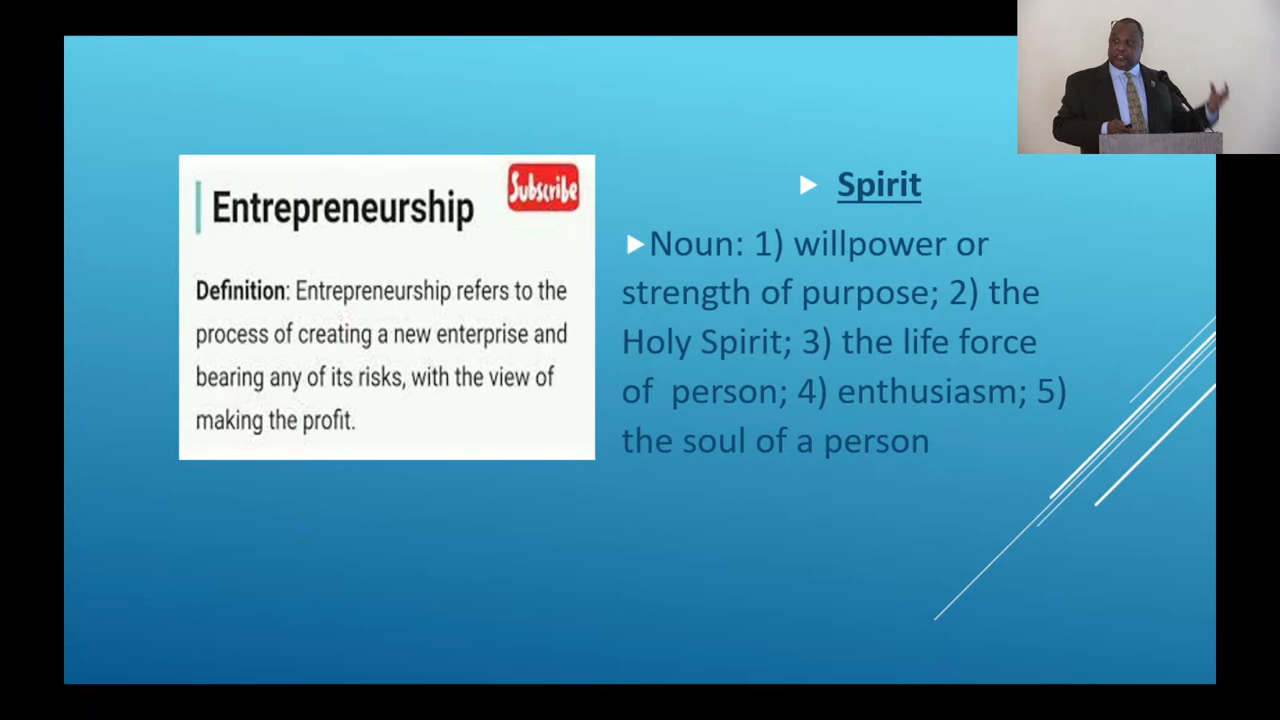 Entrepreneurship
Subscribe
Definition: Entrepreneurship refers to the
process of creating a new enterprise and
bearing any of its risks, with the view of
making the profit.
Spirit
Noun: 1) willpower or
strength of purpose; 2) the
Holy Spirit; 3) the life force
of person; 4) enthusiasm; 5)
the soul of a person